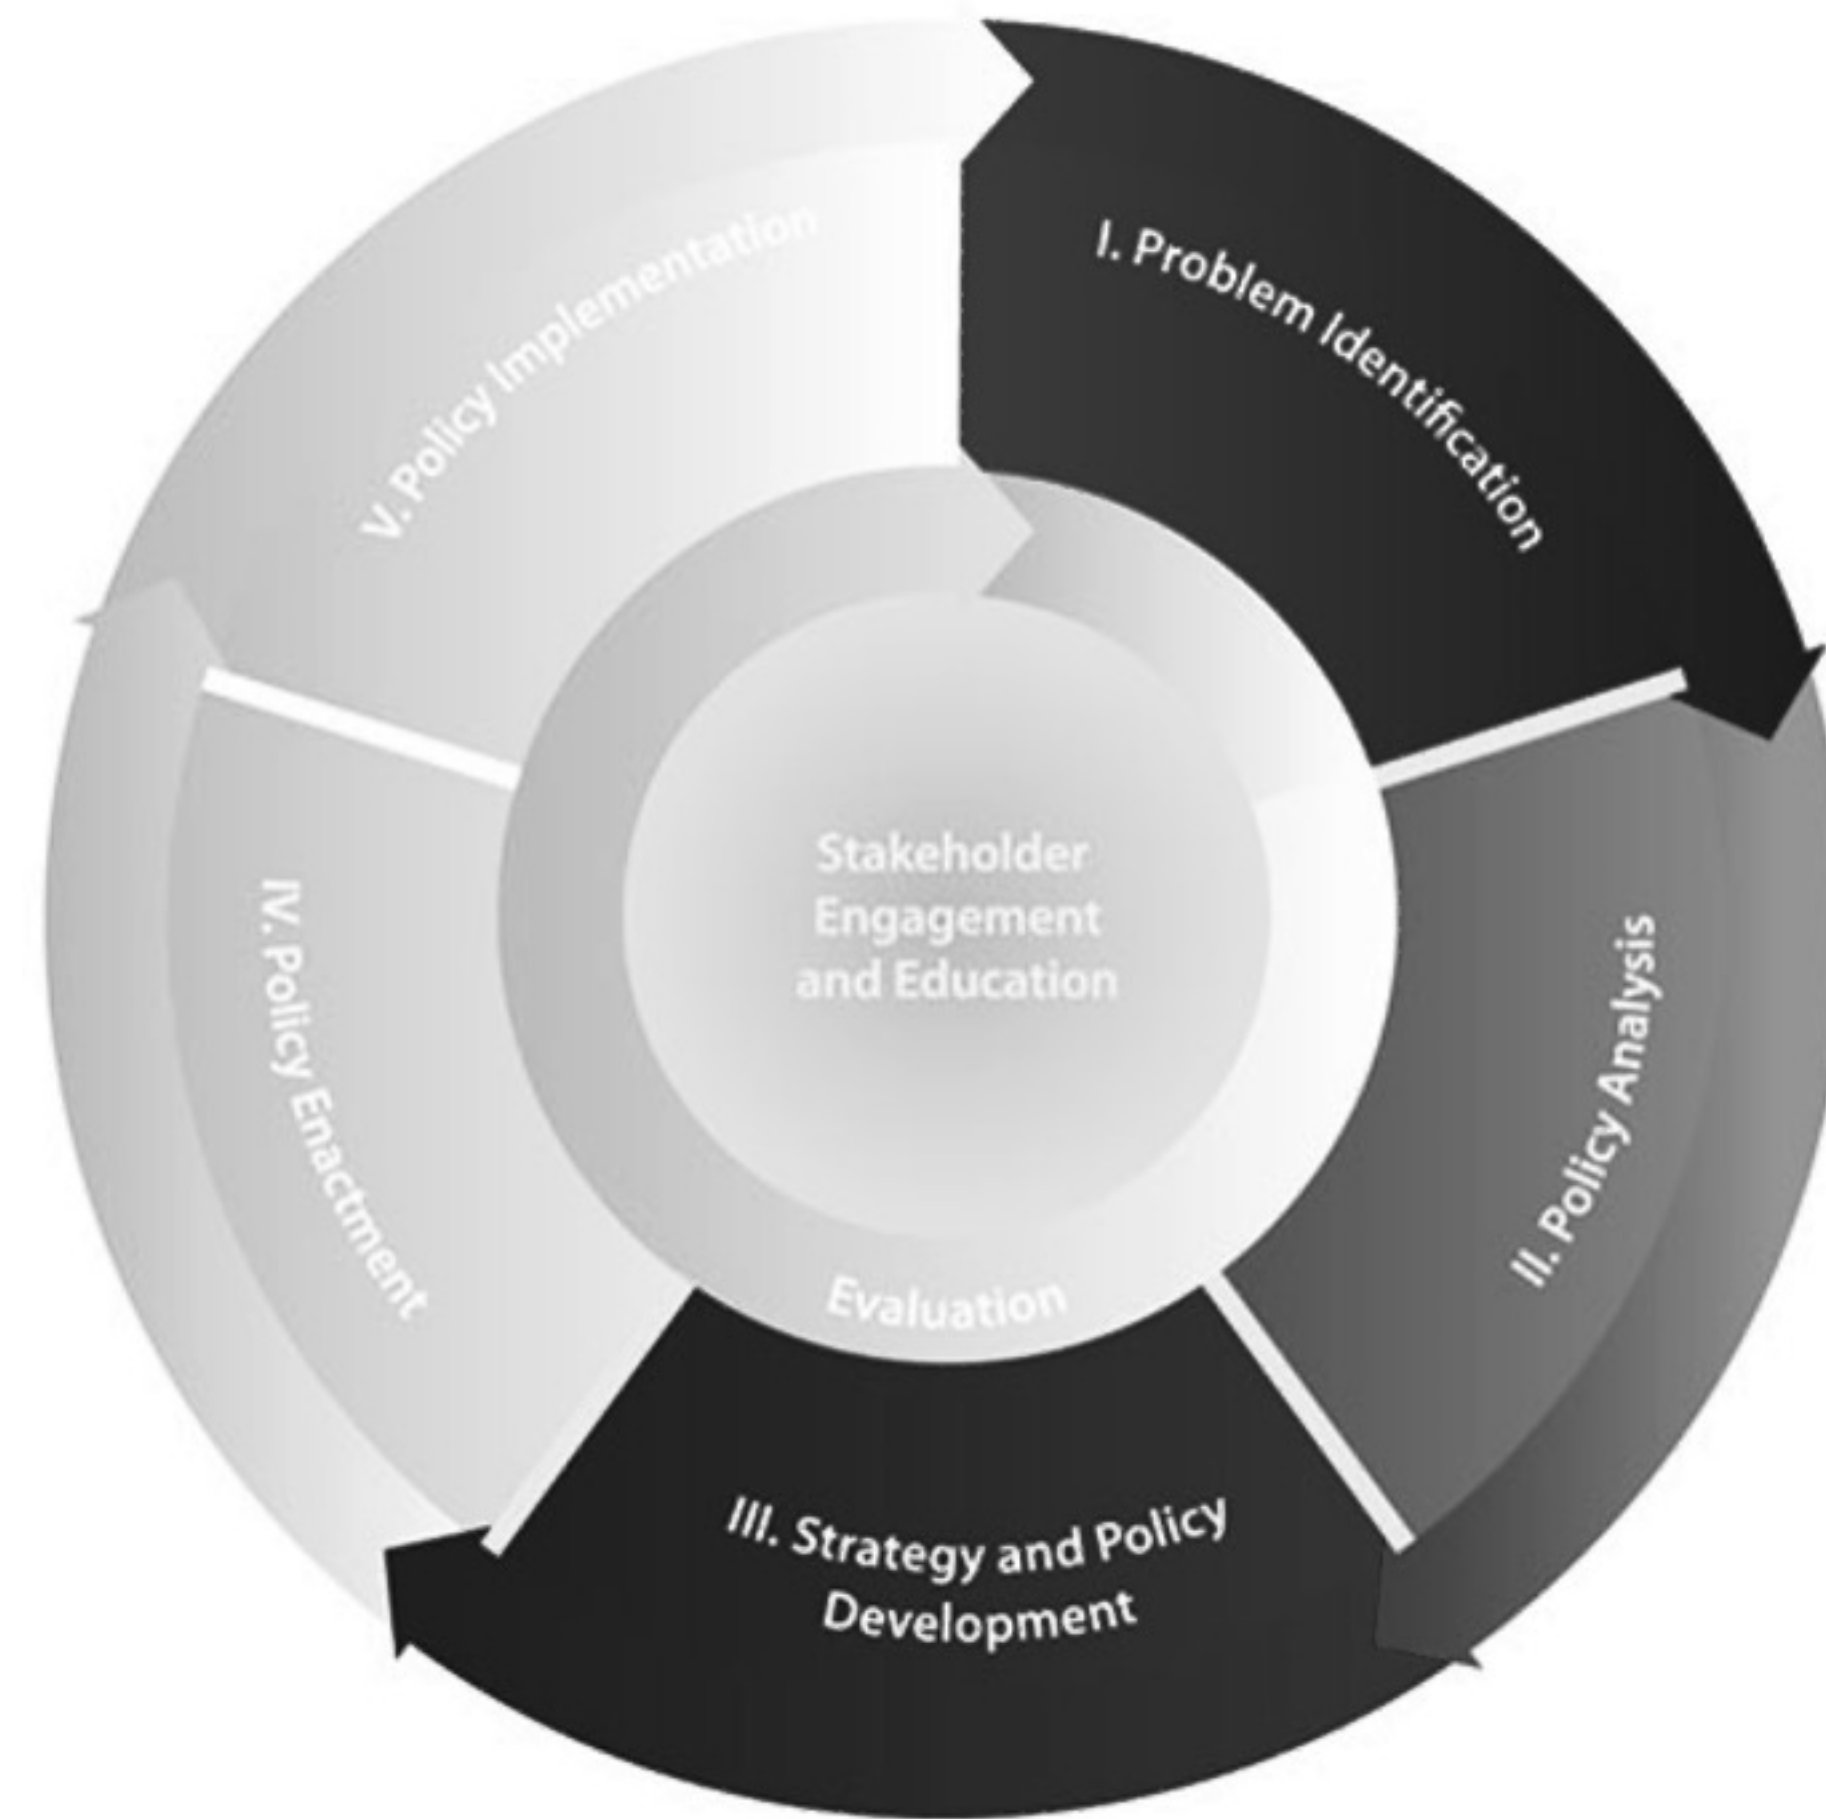 I. Problem Identification
II. Policy Analysis
III. Strategy and Policy
Development
IV. Policy Enactment
V. Policy Implementation
Stakeholder
Engagement
and Education
Evaluation